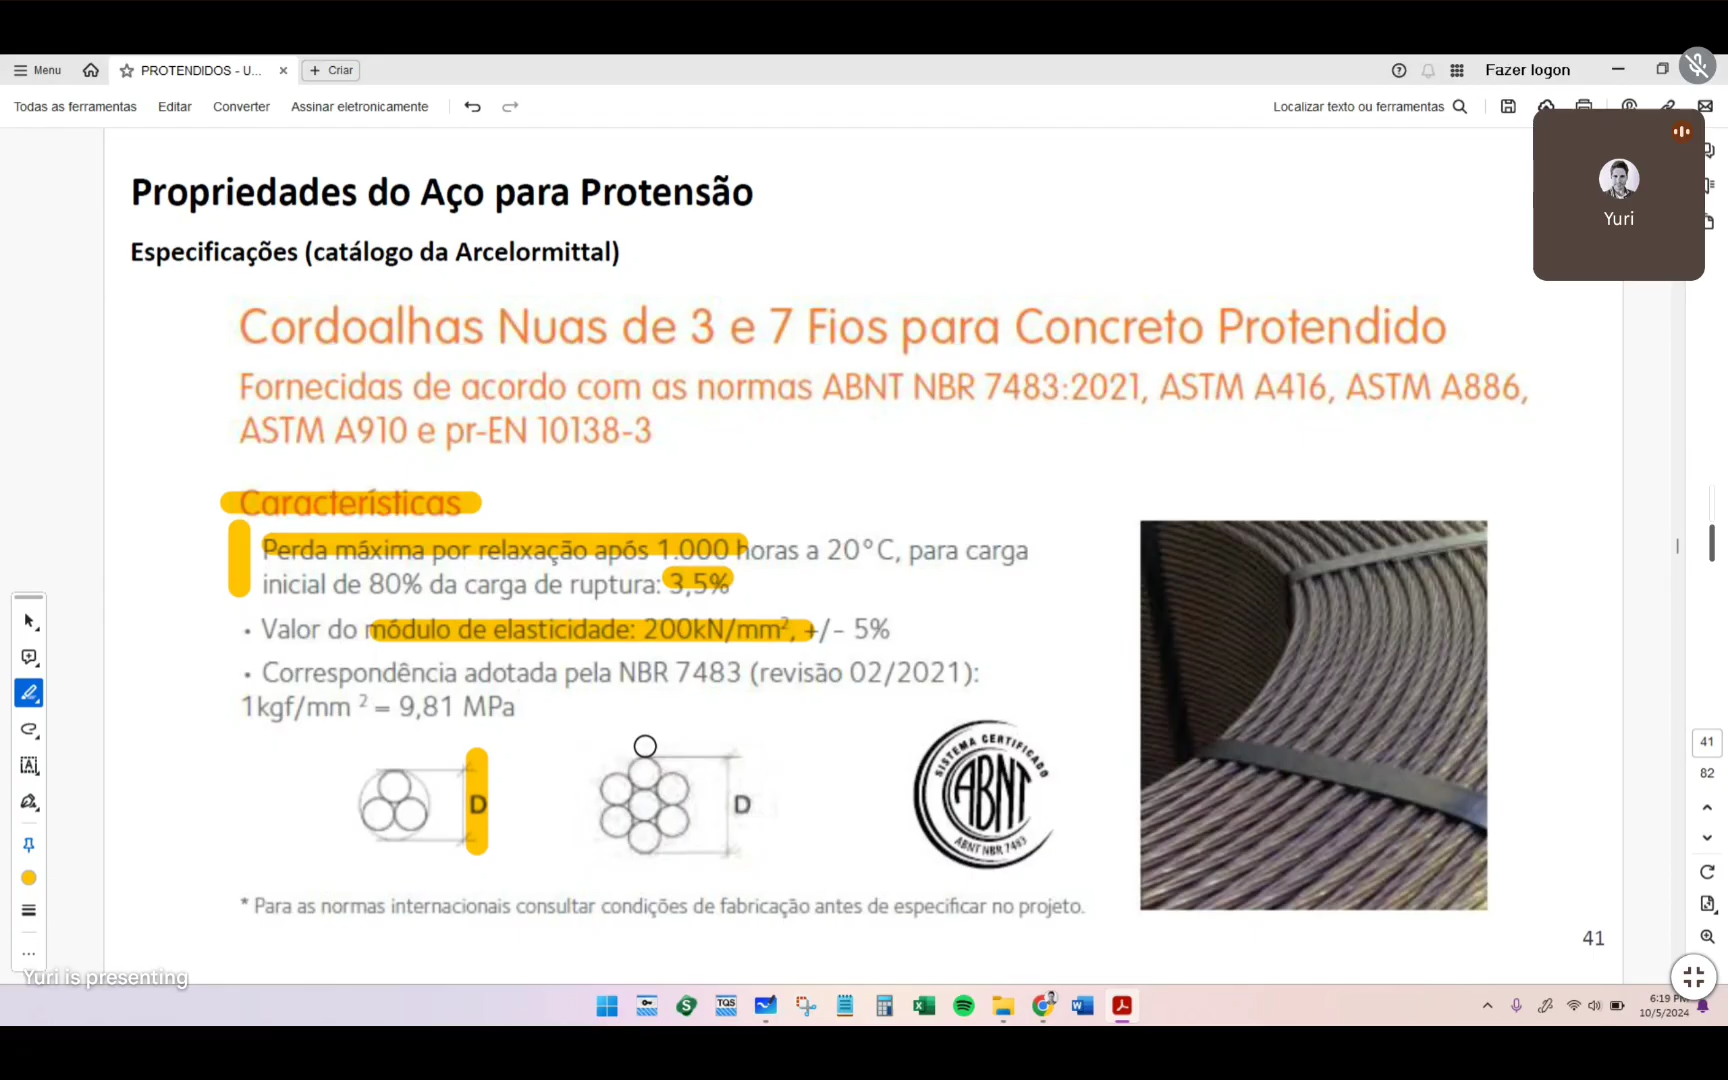 Menu
PROTENDIDOS - U...
Criar
Fazer logon
Todas as ferramentas
Editar
Converter
Assinar eletronicamente
Localizar texto ou ferramentas
Yuri
Propriedades do Aço para Protensão
Especificações (catálogo da Arcelormittal)
Cordoalhas Nuas de 3 e 7 Fios para Concreto Protendido
Fornecidas de acordo com as normas ABNT NBR 7483:2021, ASTM A416, ASTM A886,
ASTM A910 e pr-EN 10138-3
Características
Perda máxima por relaxação após 1.000 horas a 20°C, para carga
inicial de 80% da carga de ruptura: 3,5%
• Valor do módulo de elasticidade: 200kN/mm², +/- 5%
• Correspondência adotada pela NBR 7483 (revisão 02/2021):
1kgf/mm ² = 9,81 MPa
D
D
SISTEMA CERTIFICADO
ABNT
ABNT NBR 7483
* Para as normas internacionais consultar condições de fabricação antes de especificar no projeto.
41
41
82
Yuri is presenting
TQS
6:19 PM
10/5/2024